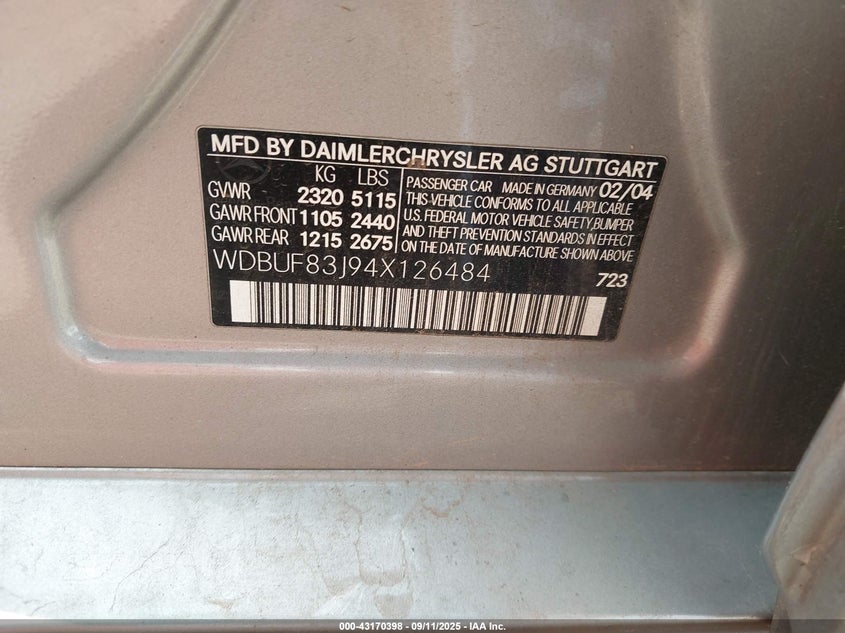 MFD BY DAIMLERCHRYSLER AG STUTTGART
KG LBS
GVWR 2320 5115
GAWR FRONT 1105 2440
GAWR REAR 1215 2675
PASSENGER CAR MADE IN GERMANY 02/04
THIS VEHICLE CONFORMS TO ALL APPLICABLE
U.S. FEDERAL MOTOR VEHICLE SAFETY,BUMPER
AND THEFT PREVENTION STANDARDS IN EFFECT
ON THE DATE OF MANUFACTURE SHOWN ABOVE
WDBUF83J94X126484
723
000-43170398 - 09/11/2025 - IAA Inc.